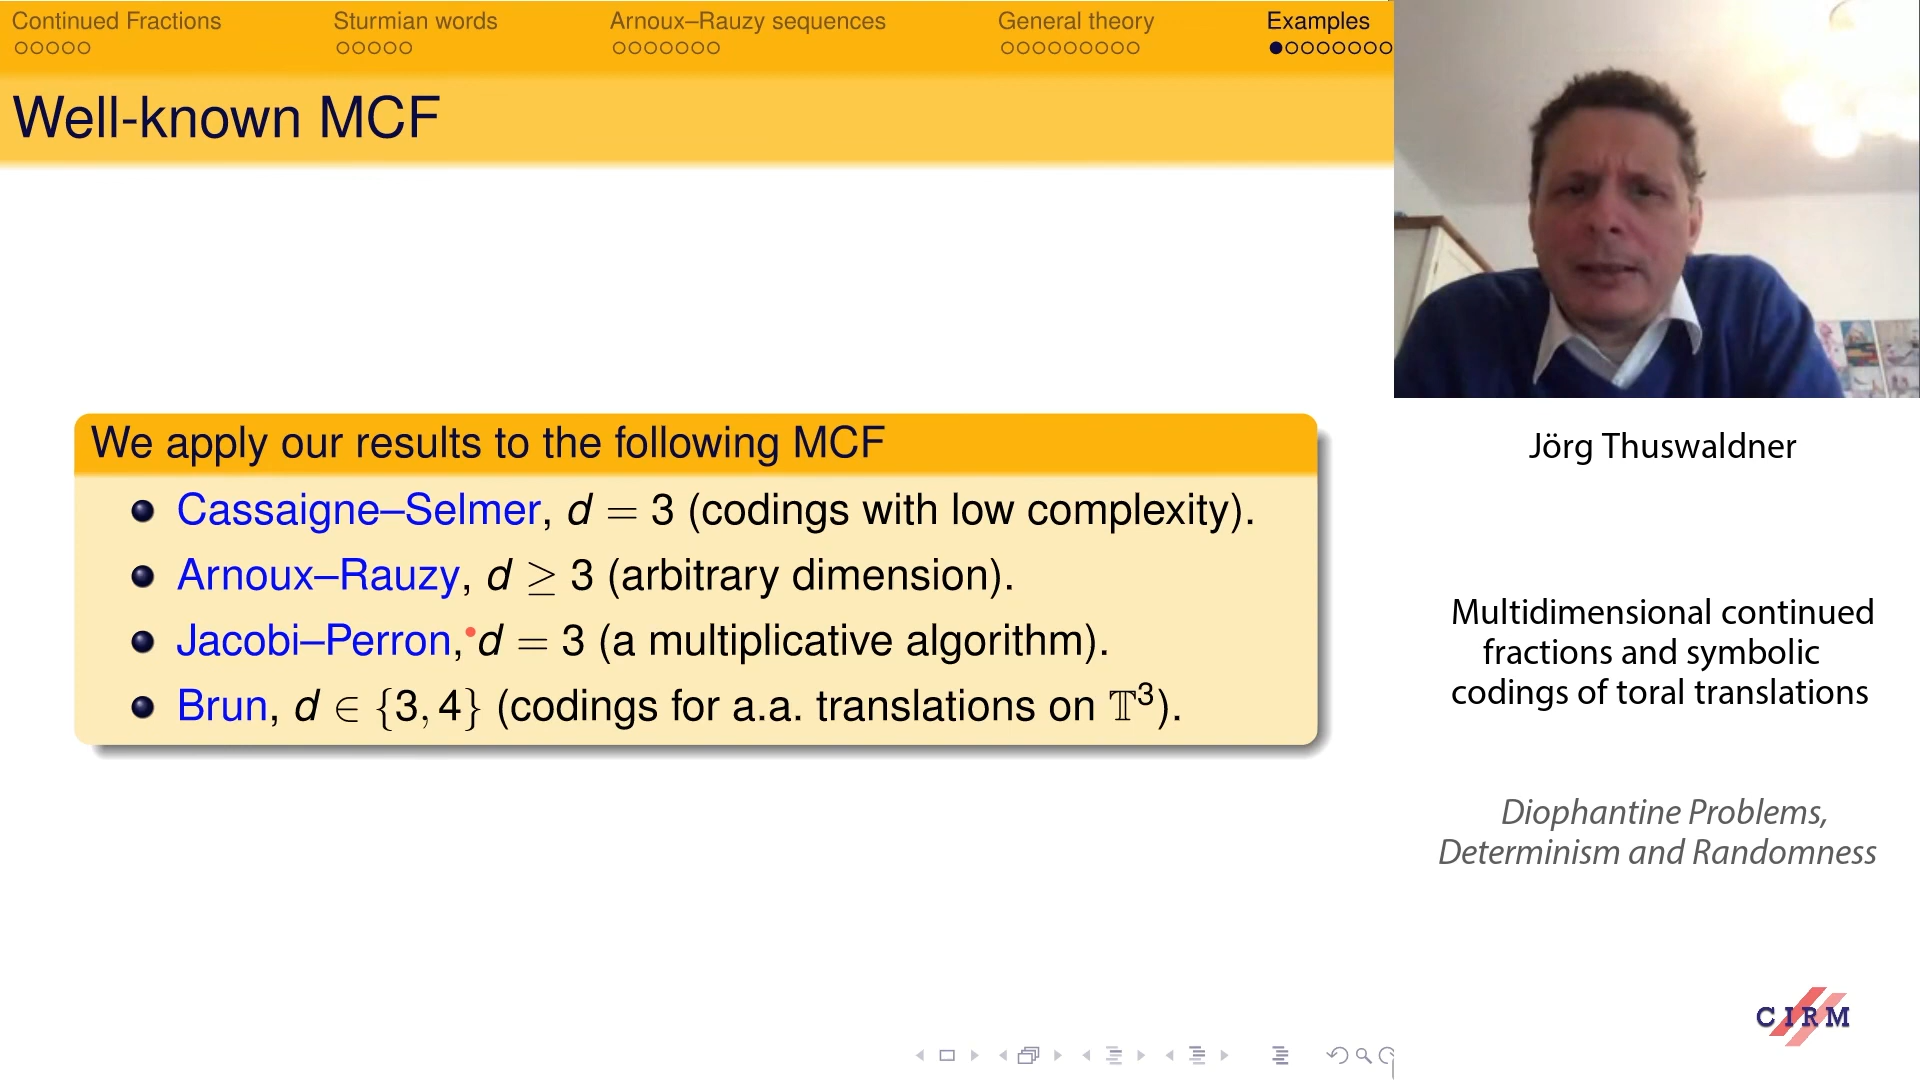 Continued Fractions
Sturmian words
Arnoux–Rauzy sequences
General theory
Examples
Well-known MCF
We apply our results to the following MCF
Cassaigne–Selmer, d = 3 (codings with low complexity).
Arnoux–Rauzy, d ≥ 3 (arbitrary dimension).
Jacobi–Perron, d = 3 (a multiplicative algorithm).
Brun, d ∈ {3, 4} (codings for a.a. translations on 𝕋³).
Jörg Thuswaldner
Multidimensional continued
fractions and symbolic
codings of toral translations
Diophantine Problems,
Determinism and Randomness
CIRM